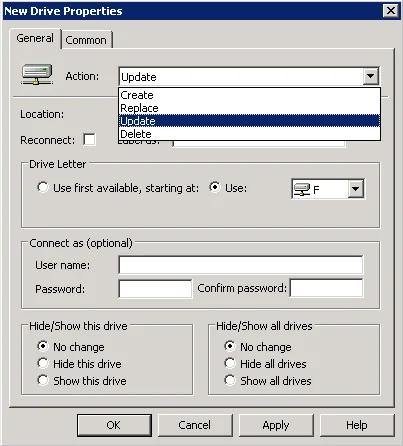 New Drive Properties
General Common
Action: Update
Create
Replace
Update
Delete
Location:
Reconnect:
Drive Letter
Use first available, starting at: Use: F
Connect as (optional)
User name:
Password: Confirm password:
Hide/Show this drive Hide/Show all drives
No change No change
Hide this drive Hide all drives
Show this drive Show all drives
OK Cancel Apply Help